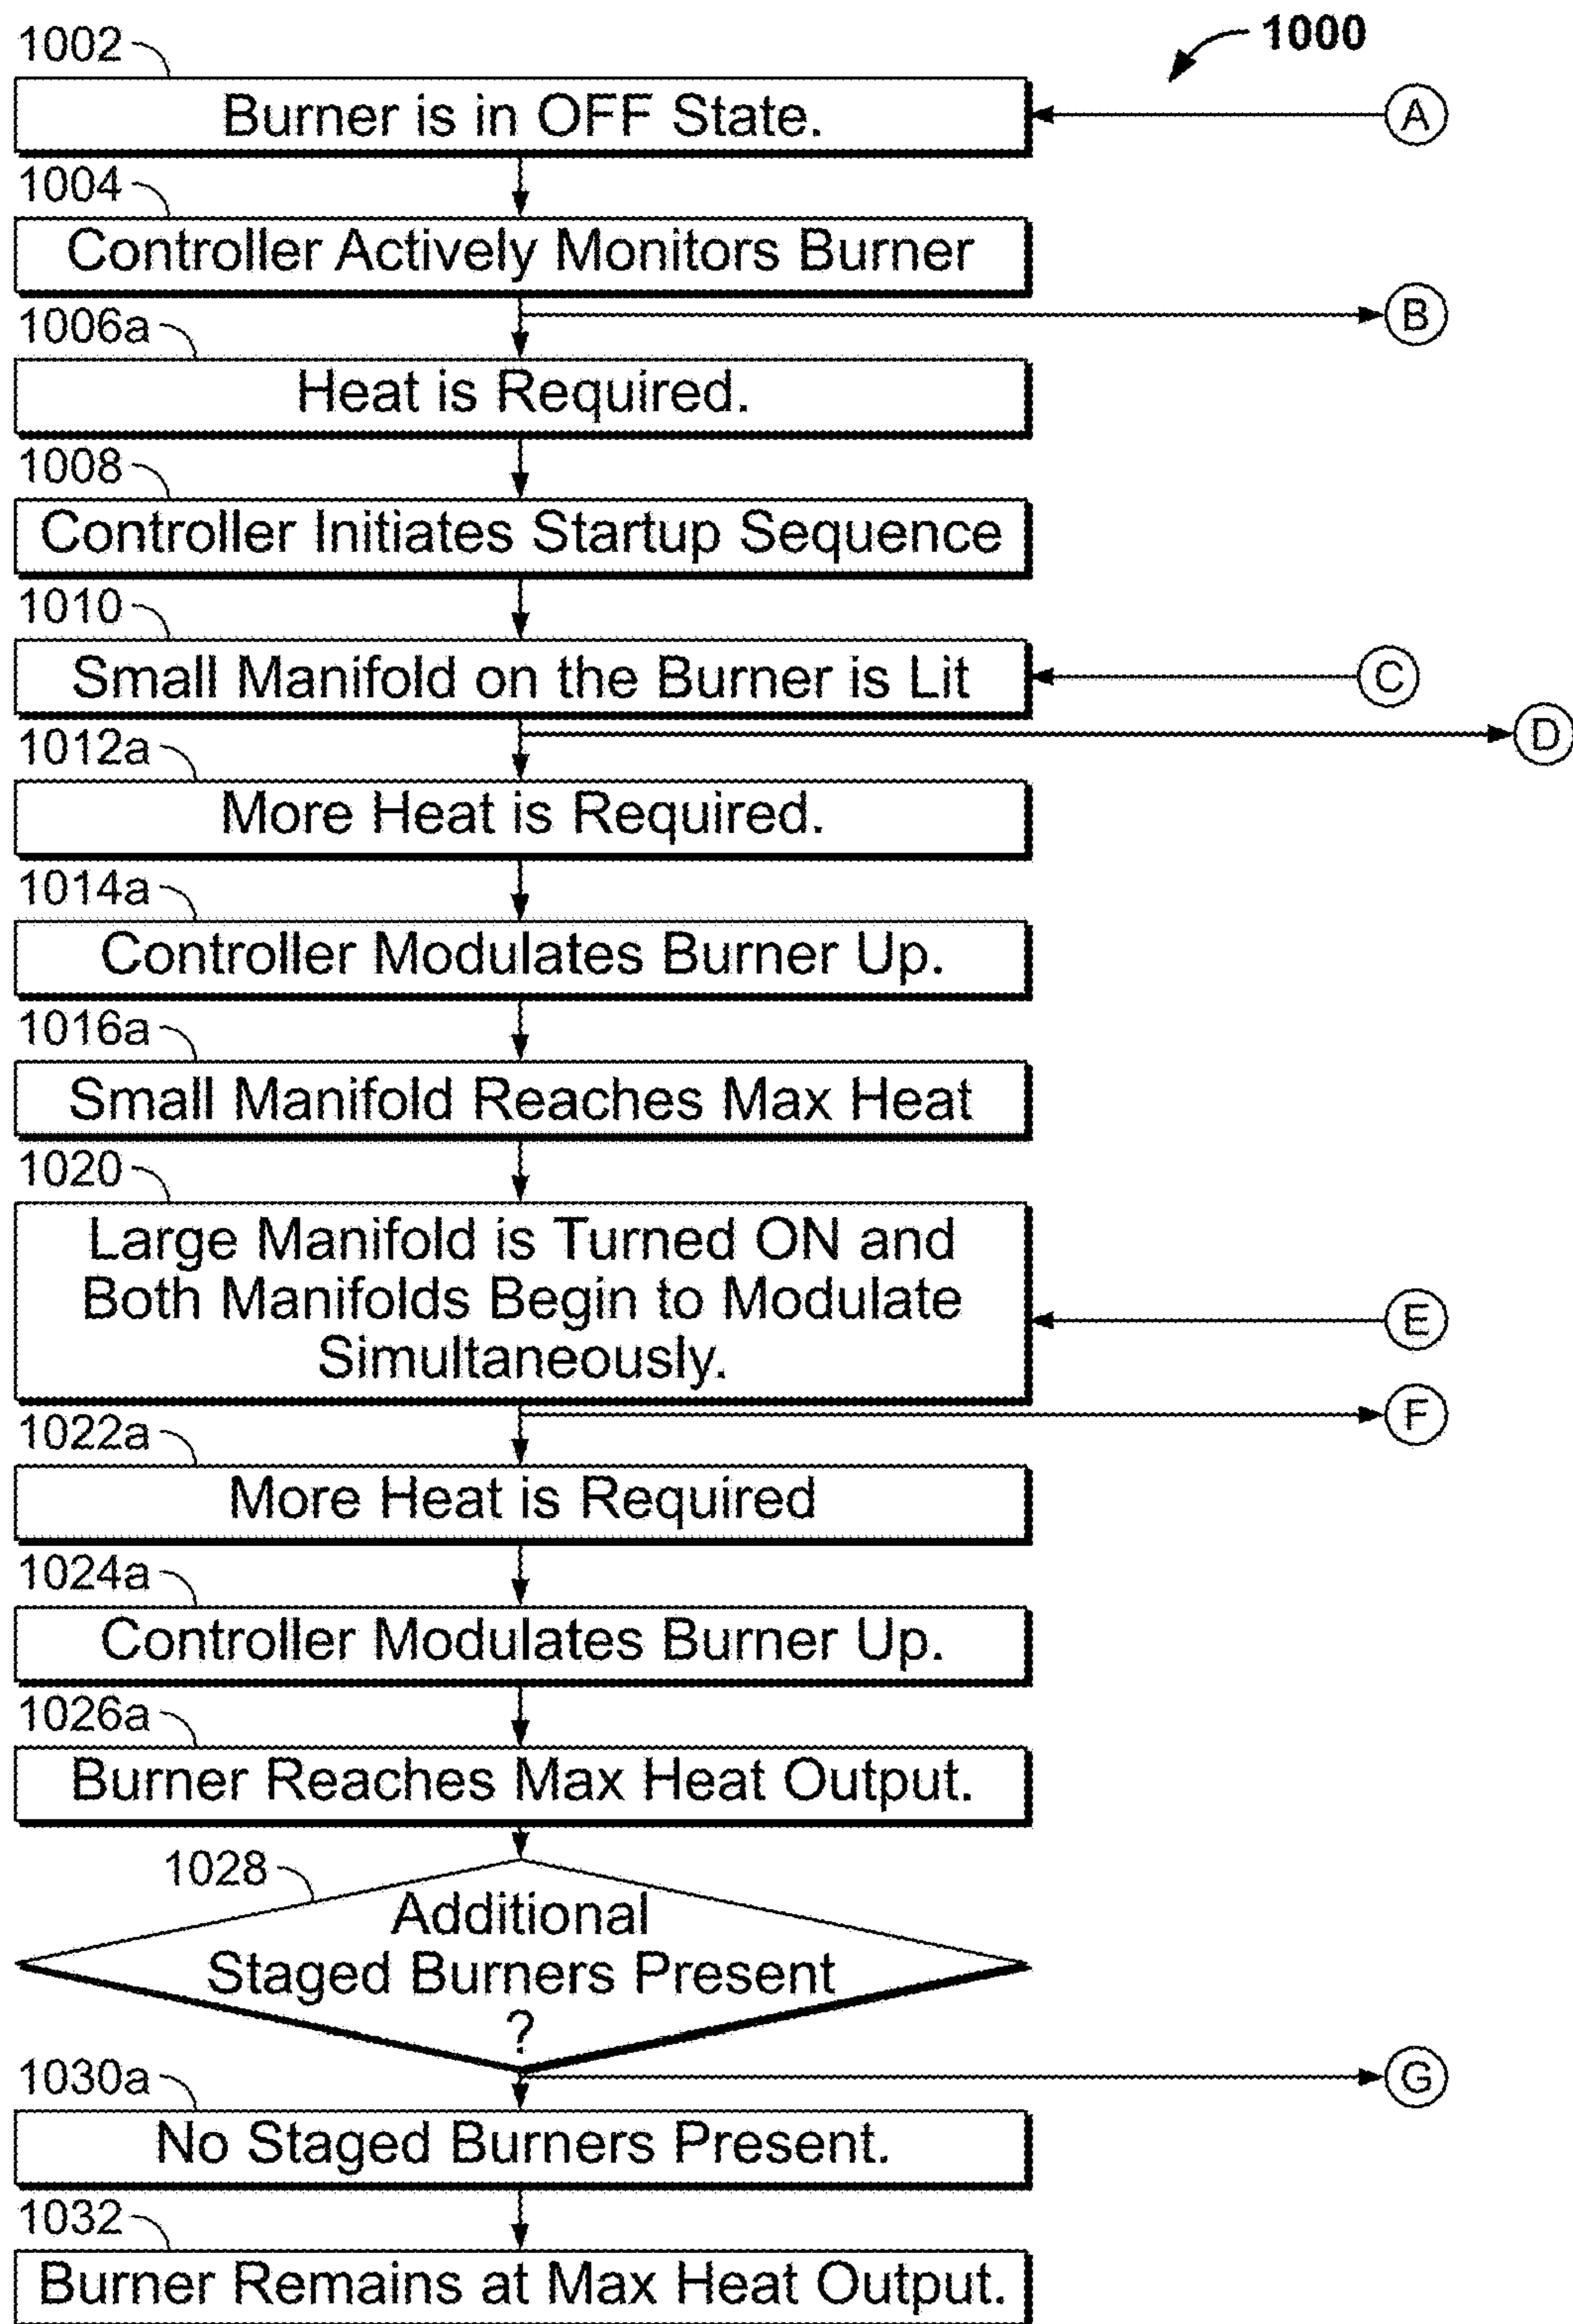 1002
1000
Burner is in OFF State.
A
1004
Controller Actively Monitors Burner
B
1006a
Heat is Required.
1008
Controller Initiates Startup Sequence
1010
Small Manifold on the Burner is Lit
C
D
1012a
More Heat is Required.
1014a
Controller Modulates Burner Up.
1016a
Small Manifold Reaches Max Heat
1020
Large Manifold is Turned ON and
Both Manifolds Begin to Modulate
Simultaneously.
E
F
1022a
More Heat is Required
1024a
Controller Modulates Burner Up.
1026a
Burner Reaches Max Heat Output.
1028
Additional
Staged Burners Present
?
G
1030a
No Staged Burners Present.
1032
Burner Remains at Max Heat Output.